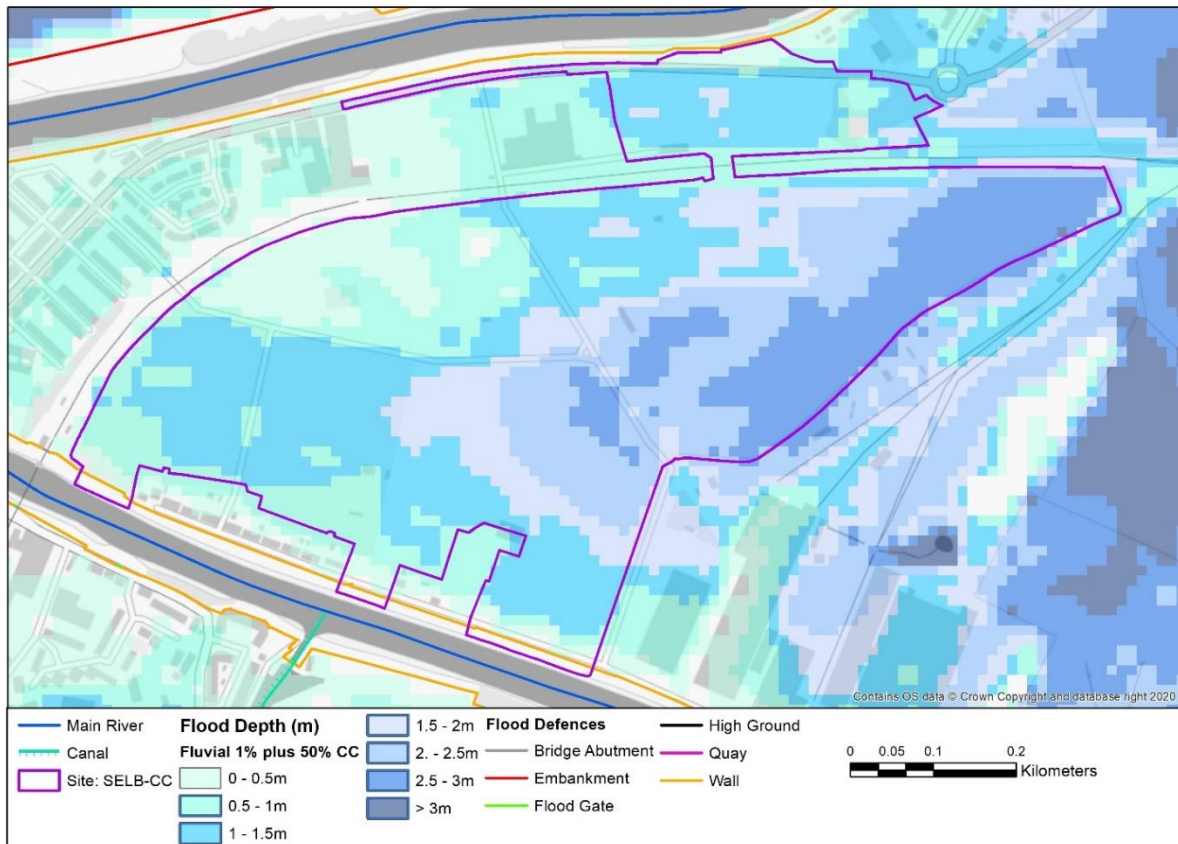 Contains OS data © Crown Copyright and database right 2020
Main River
Canal
Site: SELB-CC
Flood Depth (m)
Fluvial 1% plus 50% CC
0 - 0.5m
0.5 - 1m
1 - 1.5m
1.5 - 2m
2. - 2.5m
2.5 - 3m
> 3m
Flood Defences
Bridge Abutment
Embankment
Flood Gate
High Ground
Quay
Wall
0 0.05 0.1 0.2
Kilometers